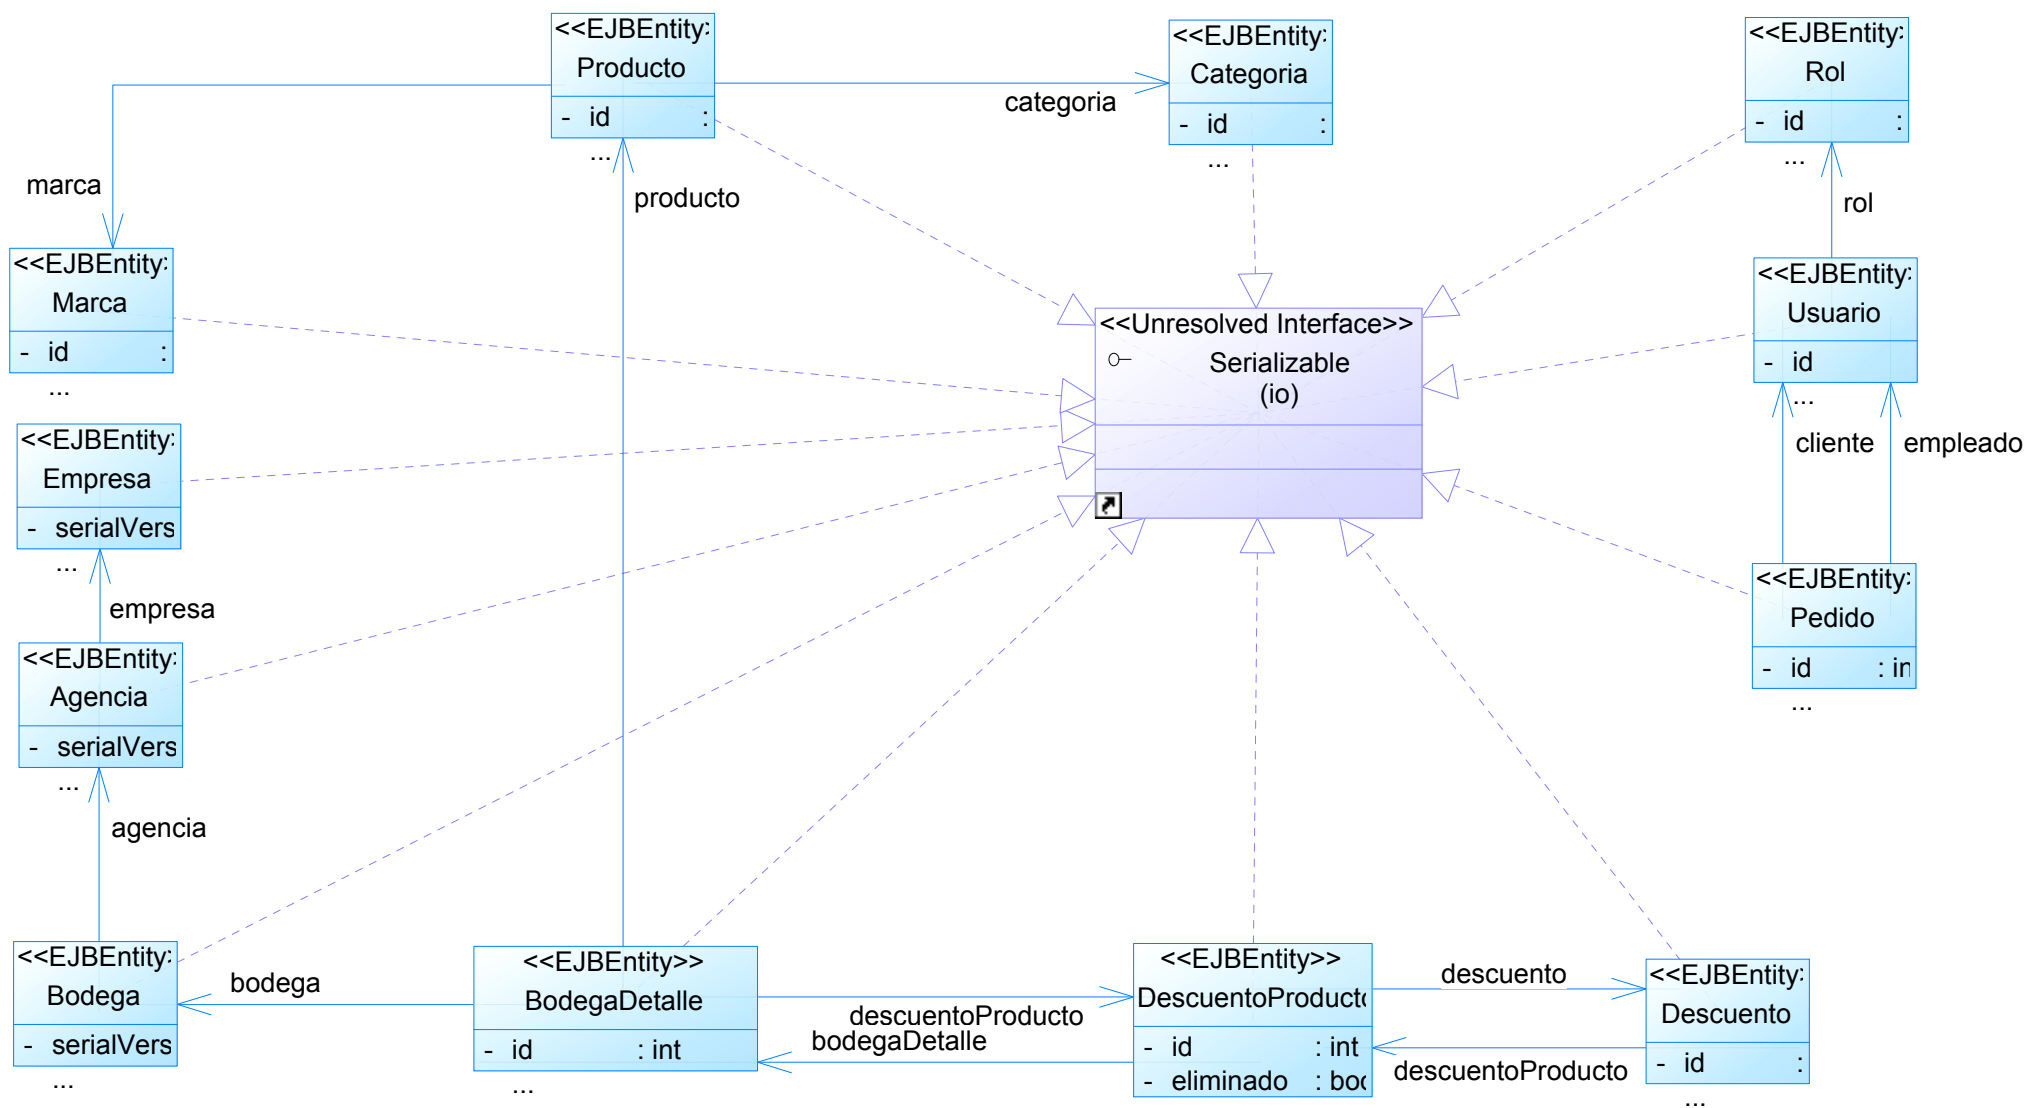 <<EJBEntity>
Producto
- id :
...
<<EJBEntity>
Categoria
- id :
...
<<EJBEntity>
Rol
- id :
...
categoria
marca
producto
rol
<<EJBEntity>
Marca
- id :
...
<<EJBEntity>
Usuario
- id
...
<<Unresolved Interface>>
Serializable
(io)
cliente
empleado
<<EJBEntity>
Empresa
- serialVers
...
empresa
<<EJBEntity>
Pedido
- id : in
...
<<EJBEntity>
Agencia
- serialVers
...
agencia
<<EJBEntity>
Bodega
- serialVers
...
bodega
<<EJBEntity>>
BodegaDetalle
- id : int
...
descuentoProducto
bodegaDetalle
<<EJBEntity>>
DescuentoProducto
- id : int
- eliminado : boo
descuento
descuentoProducto
<<EJBEntity>
Descuento
- id :
...